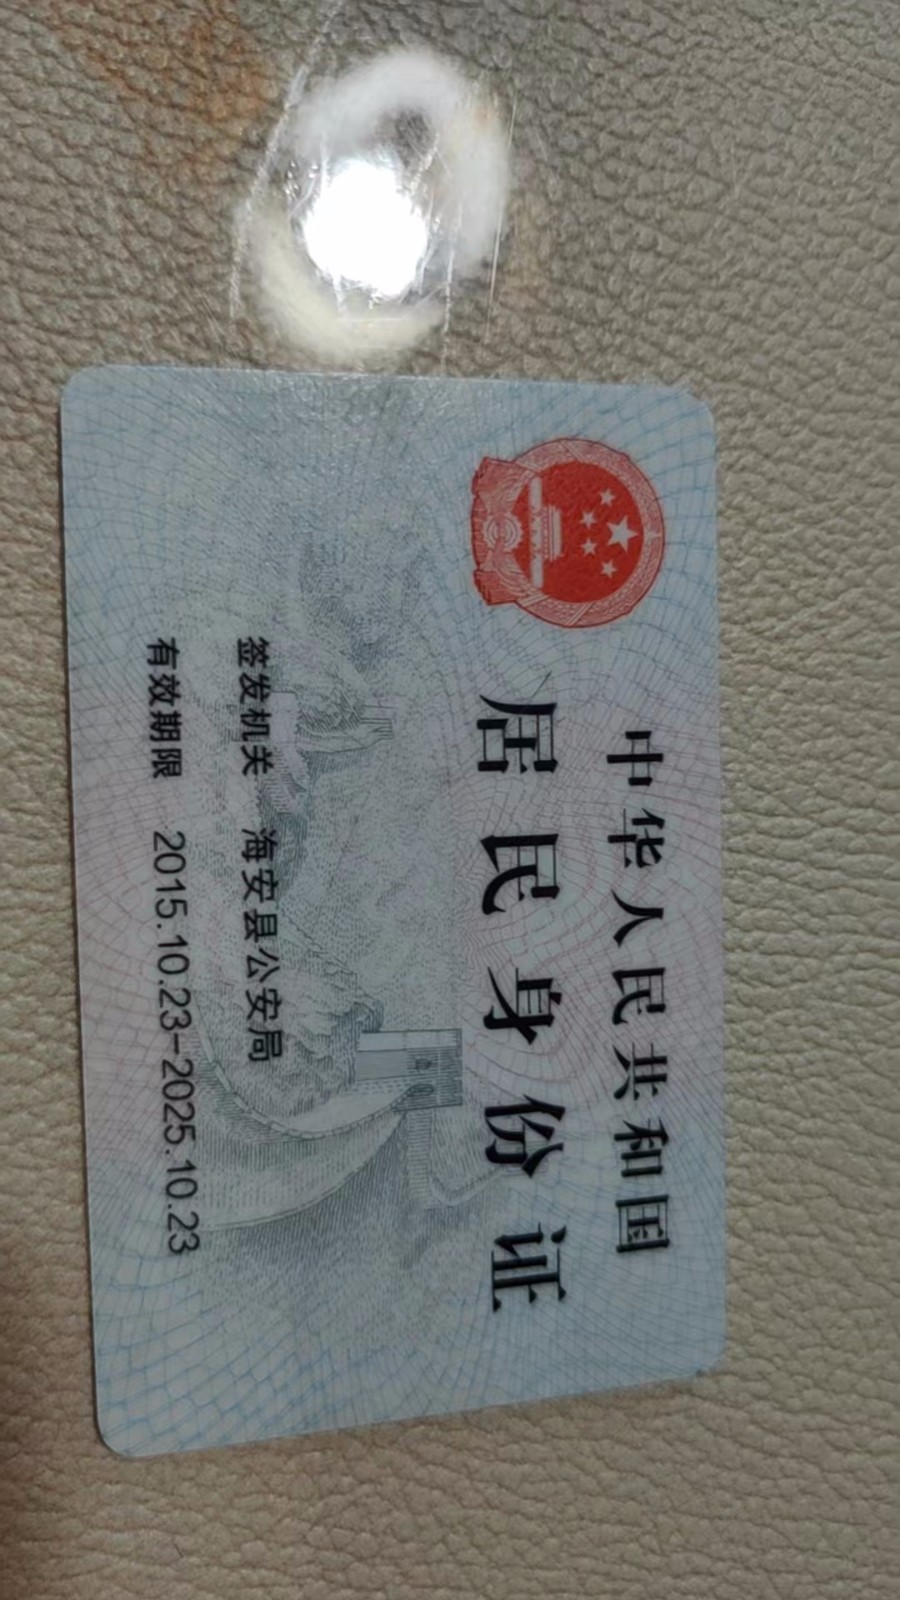 中华人民共和国
居民身份证
签发机关 海安县公安局
有效期限 2015.10.23-2025.10.23